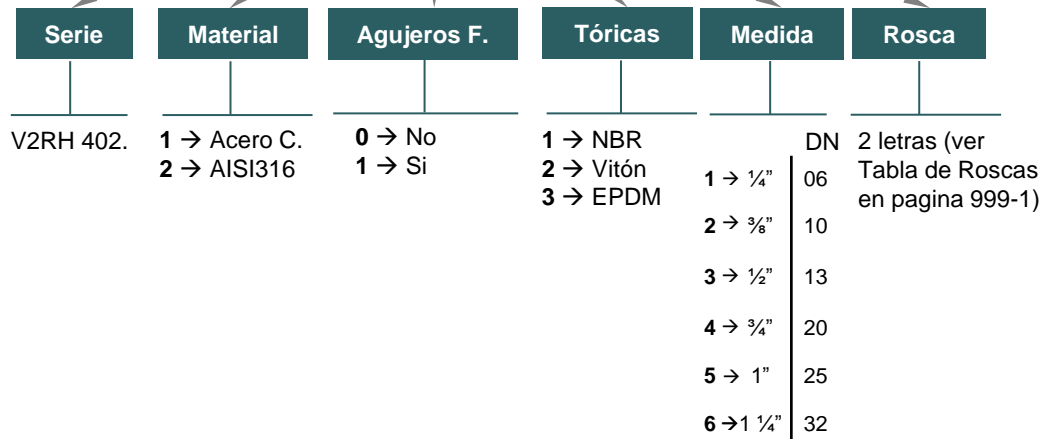 Serie
Material
Agujeros F.
Tóricas
Medida
Rosca
V2RH 402.
1 → Acero C.
2 → AISI316
0 → No
1 → Si
1 → NBR
2 → Vitón
3 → EPDM
DN
1 → ¼” 06
2 → ⅜” 10
3 → ½” 13
4 → ¾” 20
5 → 1” 25
6 →1 ¼” 32
2 letras (ver
Tabla de Roscas
en pagina 999-1)